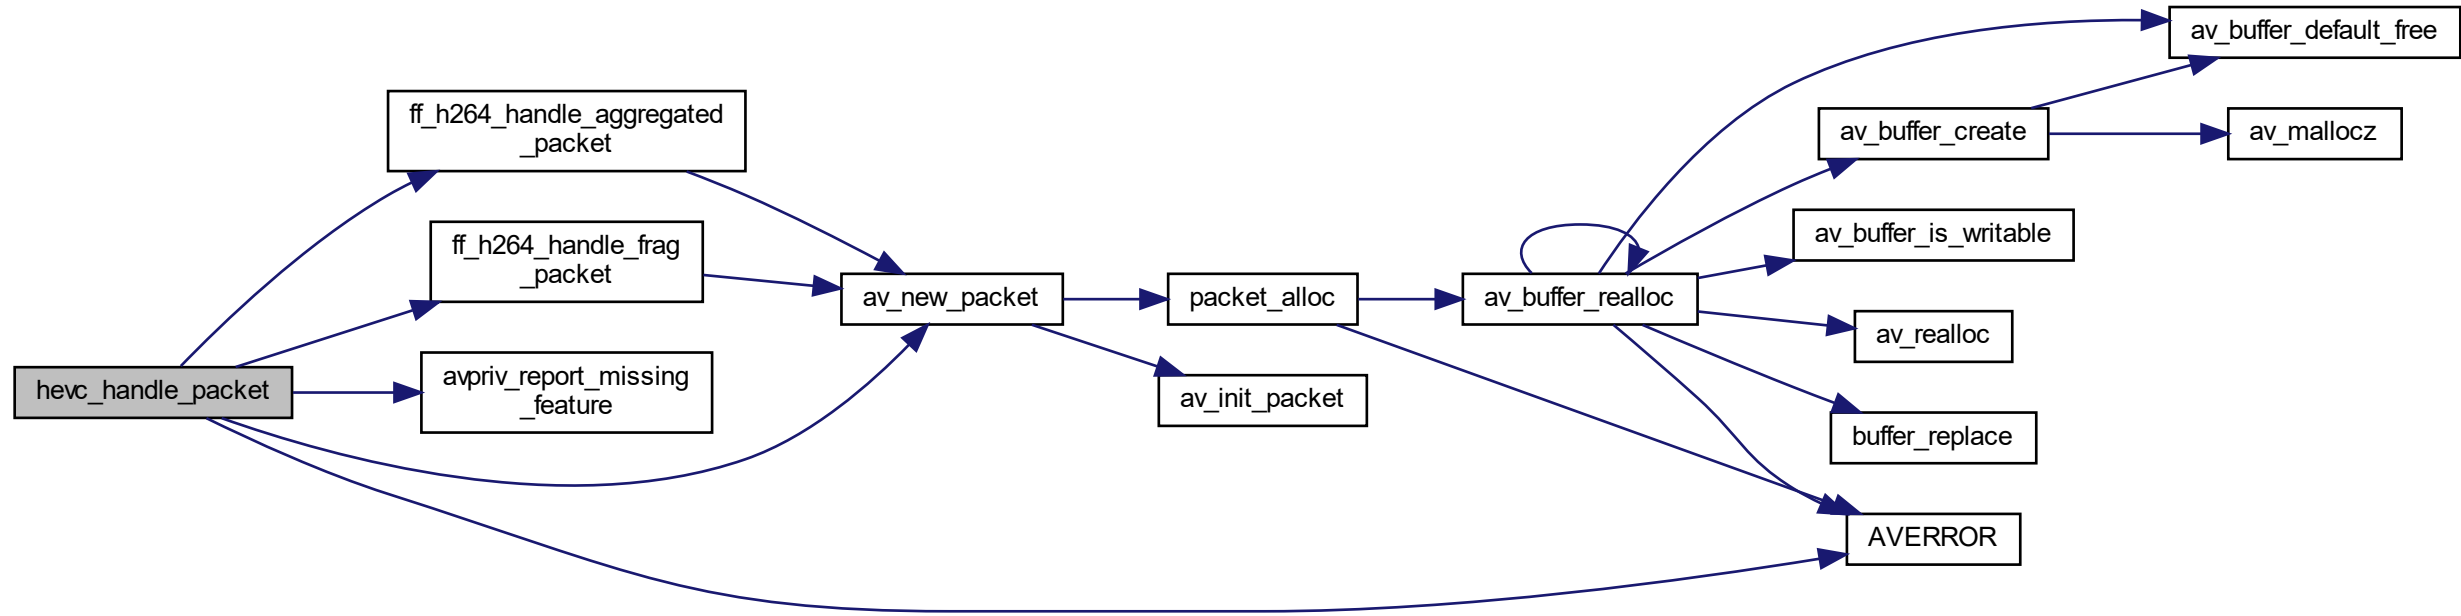 av_buffer_default_free
ff_h264_handle_aggregated
_packet
av_buffer_create
av_mallocz
ff_h264_handle_frag
_packet
av_buffer_is_writable
av_new_packet
packet_alloc
av_buffer_realloc
av_realloc
hevc_handle_packet
avpriv_report_missing
_feature
av_init_packet
buffer_replace
AVERROR